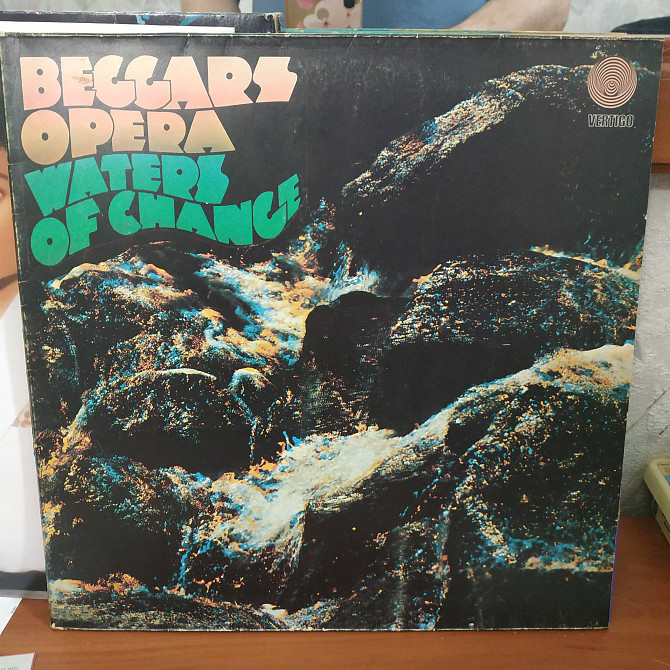 BEGGARS
OPERA
WATERS
OF CHANGE
VERTIGO